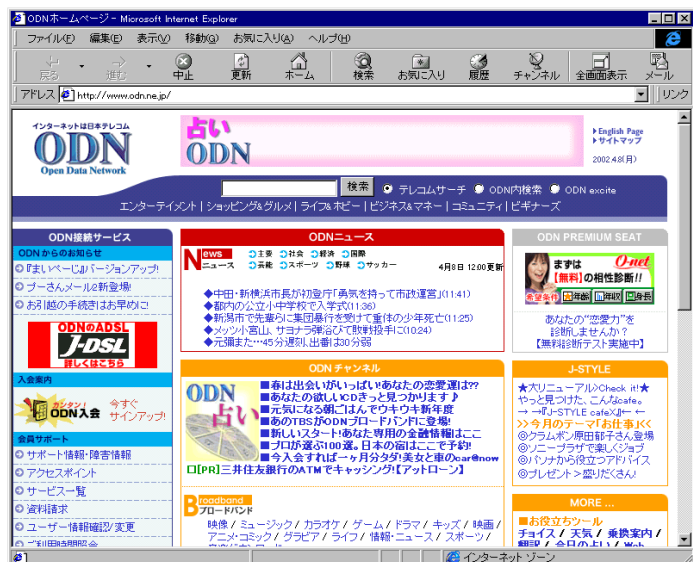 ODNホームページ - Microsoft Internet Explorer
ファイル(F) 編集(E) 表示(V) 移動(G) お気に入り(A) ヘルプ(H)
戻る 進む 中止 更新 ホーム 検索 お気に入り 履歴 チャンネル 全画面表示 メール
アドレス http://www.odn.ne.jp/ リンク
インターネットは日本テレコム
ODN
Open Data Network
占い
ODN
English Page
サイトマップ
2002.4.8(月)
検索 テレコムサーチ ODN内検索 ODN excite
エンターテイメント | ショッピング&グルメ | ライフ&ホビー | ビジネス&マネー | コミュニティ | ビギナーズ
ODN接続サービス
ODNからのお知らせ
『まいぺーじ』バージョンアップ!
プーさんメール2新登場!
お引越の手続きはお早めに
ODNのADSL
J-DSL
詳しくはこちら
入会案内
カンタン!
ODN入会
今すぐ
サインアップ!
会員サポート
サポート情報・障害情報
アクセスポイント
サービス一覧
資料請求
ユーザー情報確認/変更
ご利用時間照会
ODNニュース
News
ニュース
主要 社会 経済 国際
芸能 スポーツ 野球 サッカー
4月8日 12:00更新
◆中田・新横浜市長が初登庁「勇気持って市政運営」(11:41)
◆都内の公立小中学校で入学式(11:36)
◆新潟市で先輩らに集団暴行を受けて重体の少年死亡(11:25)
◆メッツ小宮山、サヨナラ弾浴びて敗戦投手に(10:24)
◆元彌また…45分遅刻、出番は30分弱
ODN チャンネル
ODN
占い
■春は出会いがいっぱい!あなたの恋愛運は??
■あなたの欲しいCDきっと見つかります♪
■元気になる朝ごはんでウキウキ新年度
■あのTBSがODNブロードバンドに登場!
■新しいスタート!あなた専用の金融情報はここ
■プロが選ぶ100選。日本の宿はここで予約!
■今入会すれば一ヶ月分タダ!美女と車のcar@now
□[PR]三井住友銀行のATMでキャッシング!【アットローン】
Broadband
ブロードバンド
映像 / ミュージック / カラオケ / ゲーム / ドラマ / キッズ / 映画 /
アニメ・コミック / グラビア / ライフ / 情報・ニュース / スポーツ /
ODN PREMIUM SEAT
まずは O-net
【無料】の相性診断!!
希望条件 年齢 年収 身長
あなたの“恋愛力”を
診断しませんか?
【無料診断テスト実施中】
J-STYLE
★大リニューアル>Check it!★
やっと見つけた、こんなcafe。
→ →『J-STYLE cafeX』← ←
>>今月のテーマ「お仕事」<<
◎クラムボン原田郁子さん登場
◎ソニープラザで楽しくジョブ
◎パソナから役立つアドバイス
◎プレゼント>盛りだくさん!
MORE ...
■お役立ちツール
チョイス / 天気 / 乗換案内 /
翻訳 / 今日の占い / Web
インターネット ゾーン